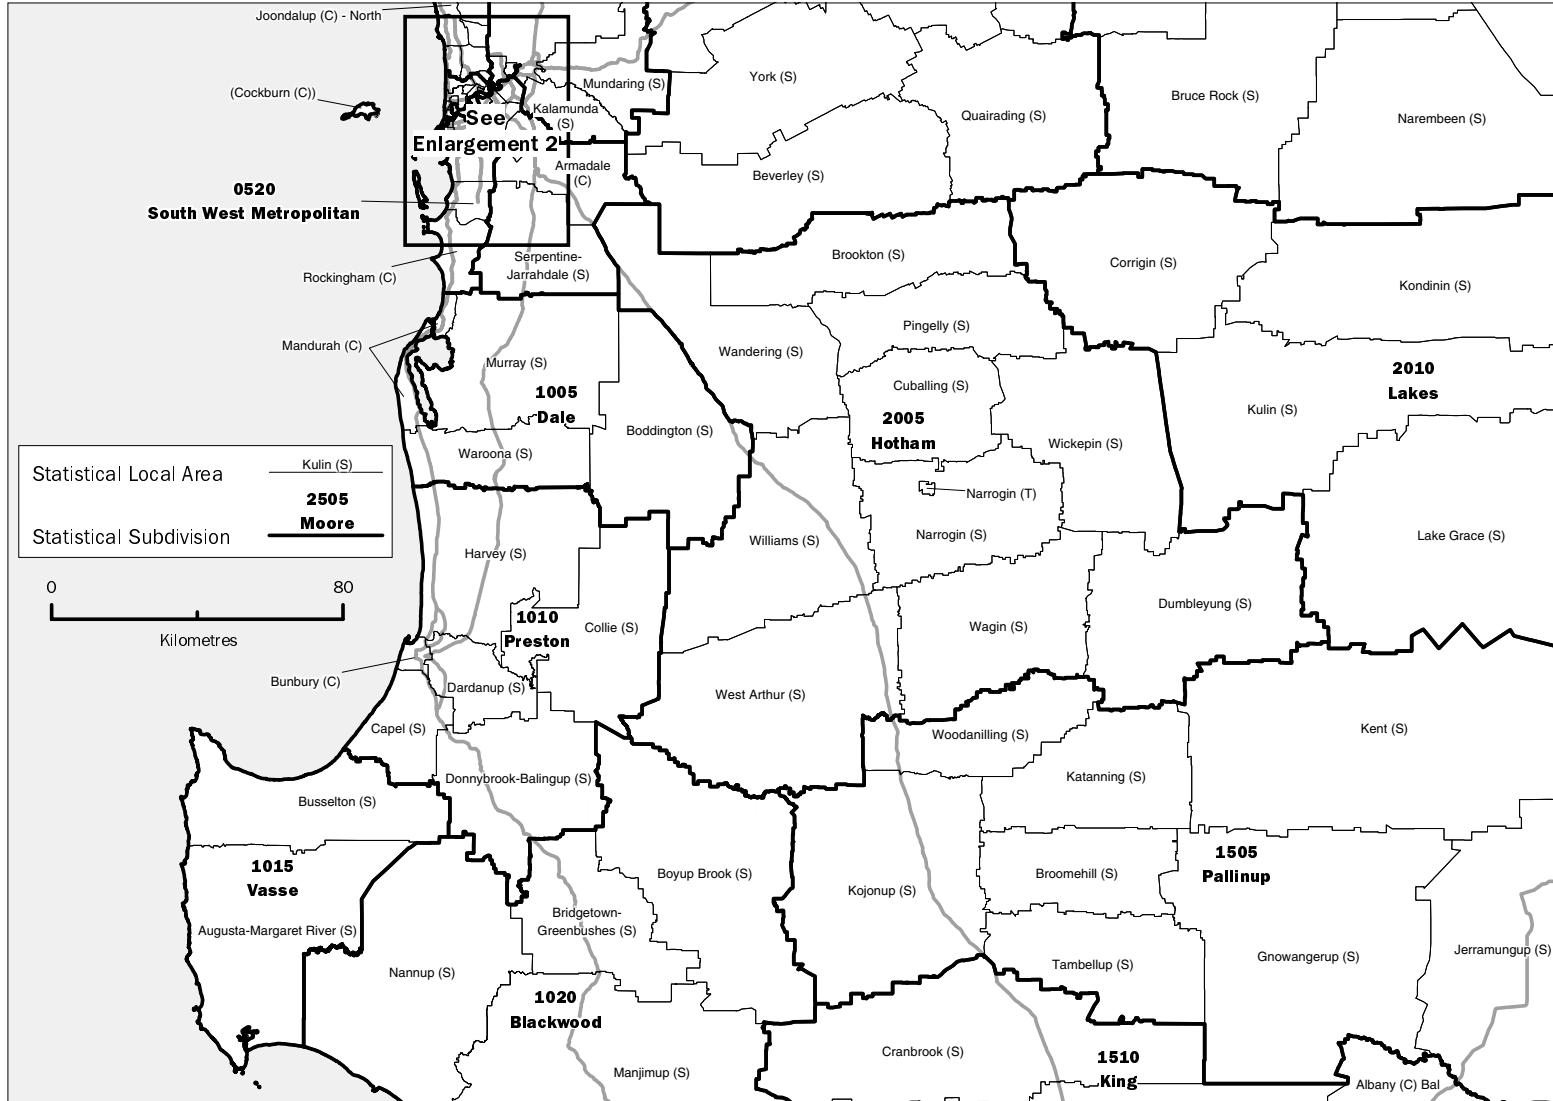 Joondalup (C) - North
Mundaring (S)
York (S)
(Cockburn (C))
Kalamunda
(S)
Quairading (S)
Bruce Rock (S)
Narembeen (S)
See
Enlargement 2
Armadale
(C)
Beverley (S)
0520
South West Metropolitan
Rockingham (C)
Serpentine-
Jarrahdale (S)
Brookton (S)
Corrigin (S)
Kondinin (S)
Mandurah (C)
Murray (S)
Wandering (S)
Pingelly (S)
Cuballing (S)
1005
Dale
2005
Hotham
2010
Lakes
Kulin (S)
Boddington (S)
Wickepin (S)
Waroona (S)
Statistical Local Area
Kulin (S)
2505
Moore
Statistical Subdivision
Narrogin (T)
Narrogin (S)
Harvey (S)
Williams (S)
Lake Grace (S)
0
80
Kilometres
1010
Preston
Collie (S)
Wagin (S)
Dumbleyung (S)
Bunbury (C)
Dardanup (S)
West Arthur (S)
Capel (S)
Woodanilling (S)
Kent (S)
Donnybrook-Balingup (S)
Katanning (S)
Busselton (S)
1015
Vasse
Boyup Brook (S)
Kojonup (S)
Broomehill (S)
1505
Pallinup
Augusta-Margaret River (S)
Bridgetown-
Greenbushes (S)
Nannup (S)
Tambellup (S)
Gnowangerup (S)
Jerramungup (S)
1020
Blackwood
Manjimup (S)
Cranbrook (S)
1510
King
Albany (C) Bal